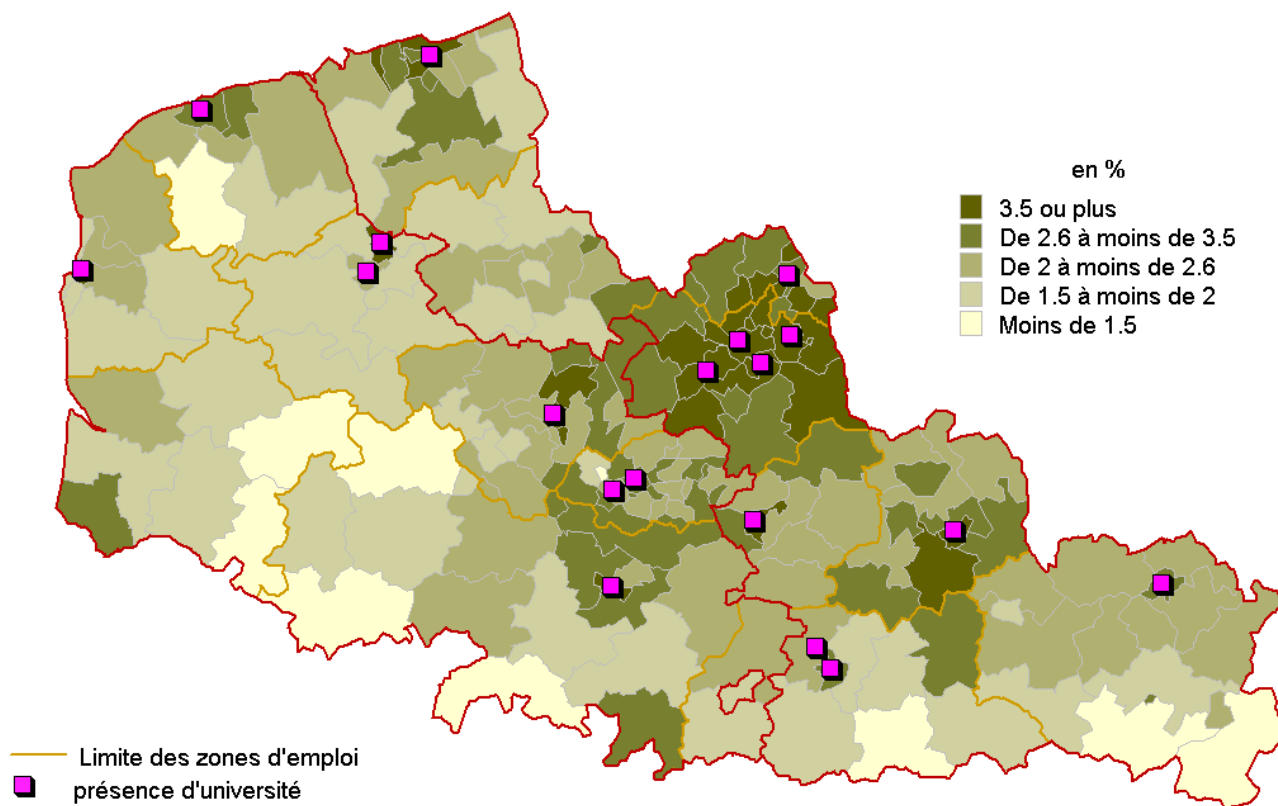 en %
3.5 ou plus
De 2.6 à moins de 3.5
De 2 à moins de 2.6
De 1.5 à moins de 2
Moins de 1.5
Limite des zones d'emploi
présence d'université